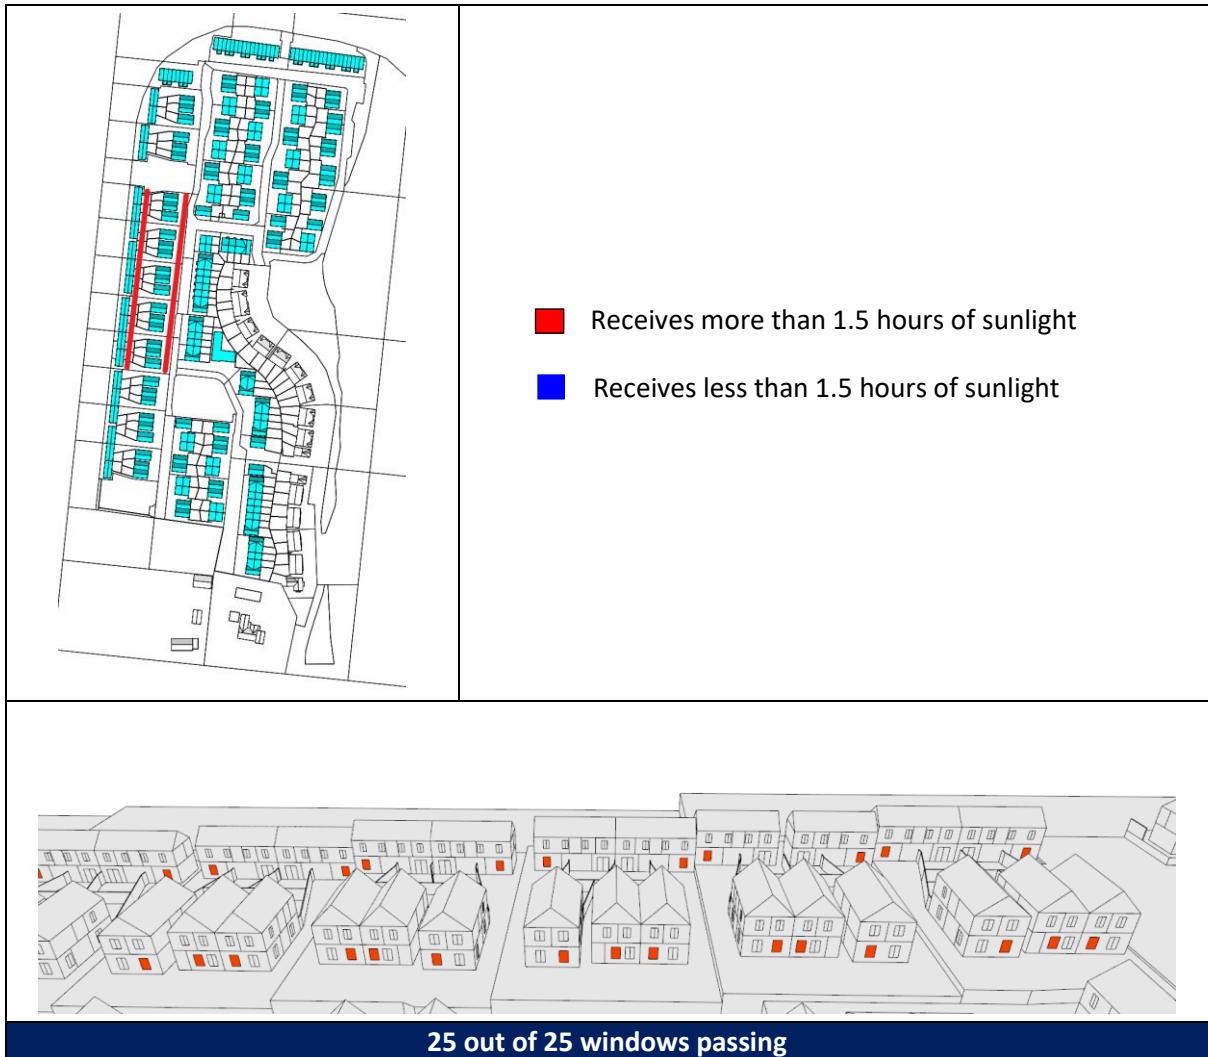 Receives more than 1.5 hours of sunlight
Receives less than 1.5 hours of sunlight
25 out of 25 windows passing